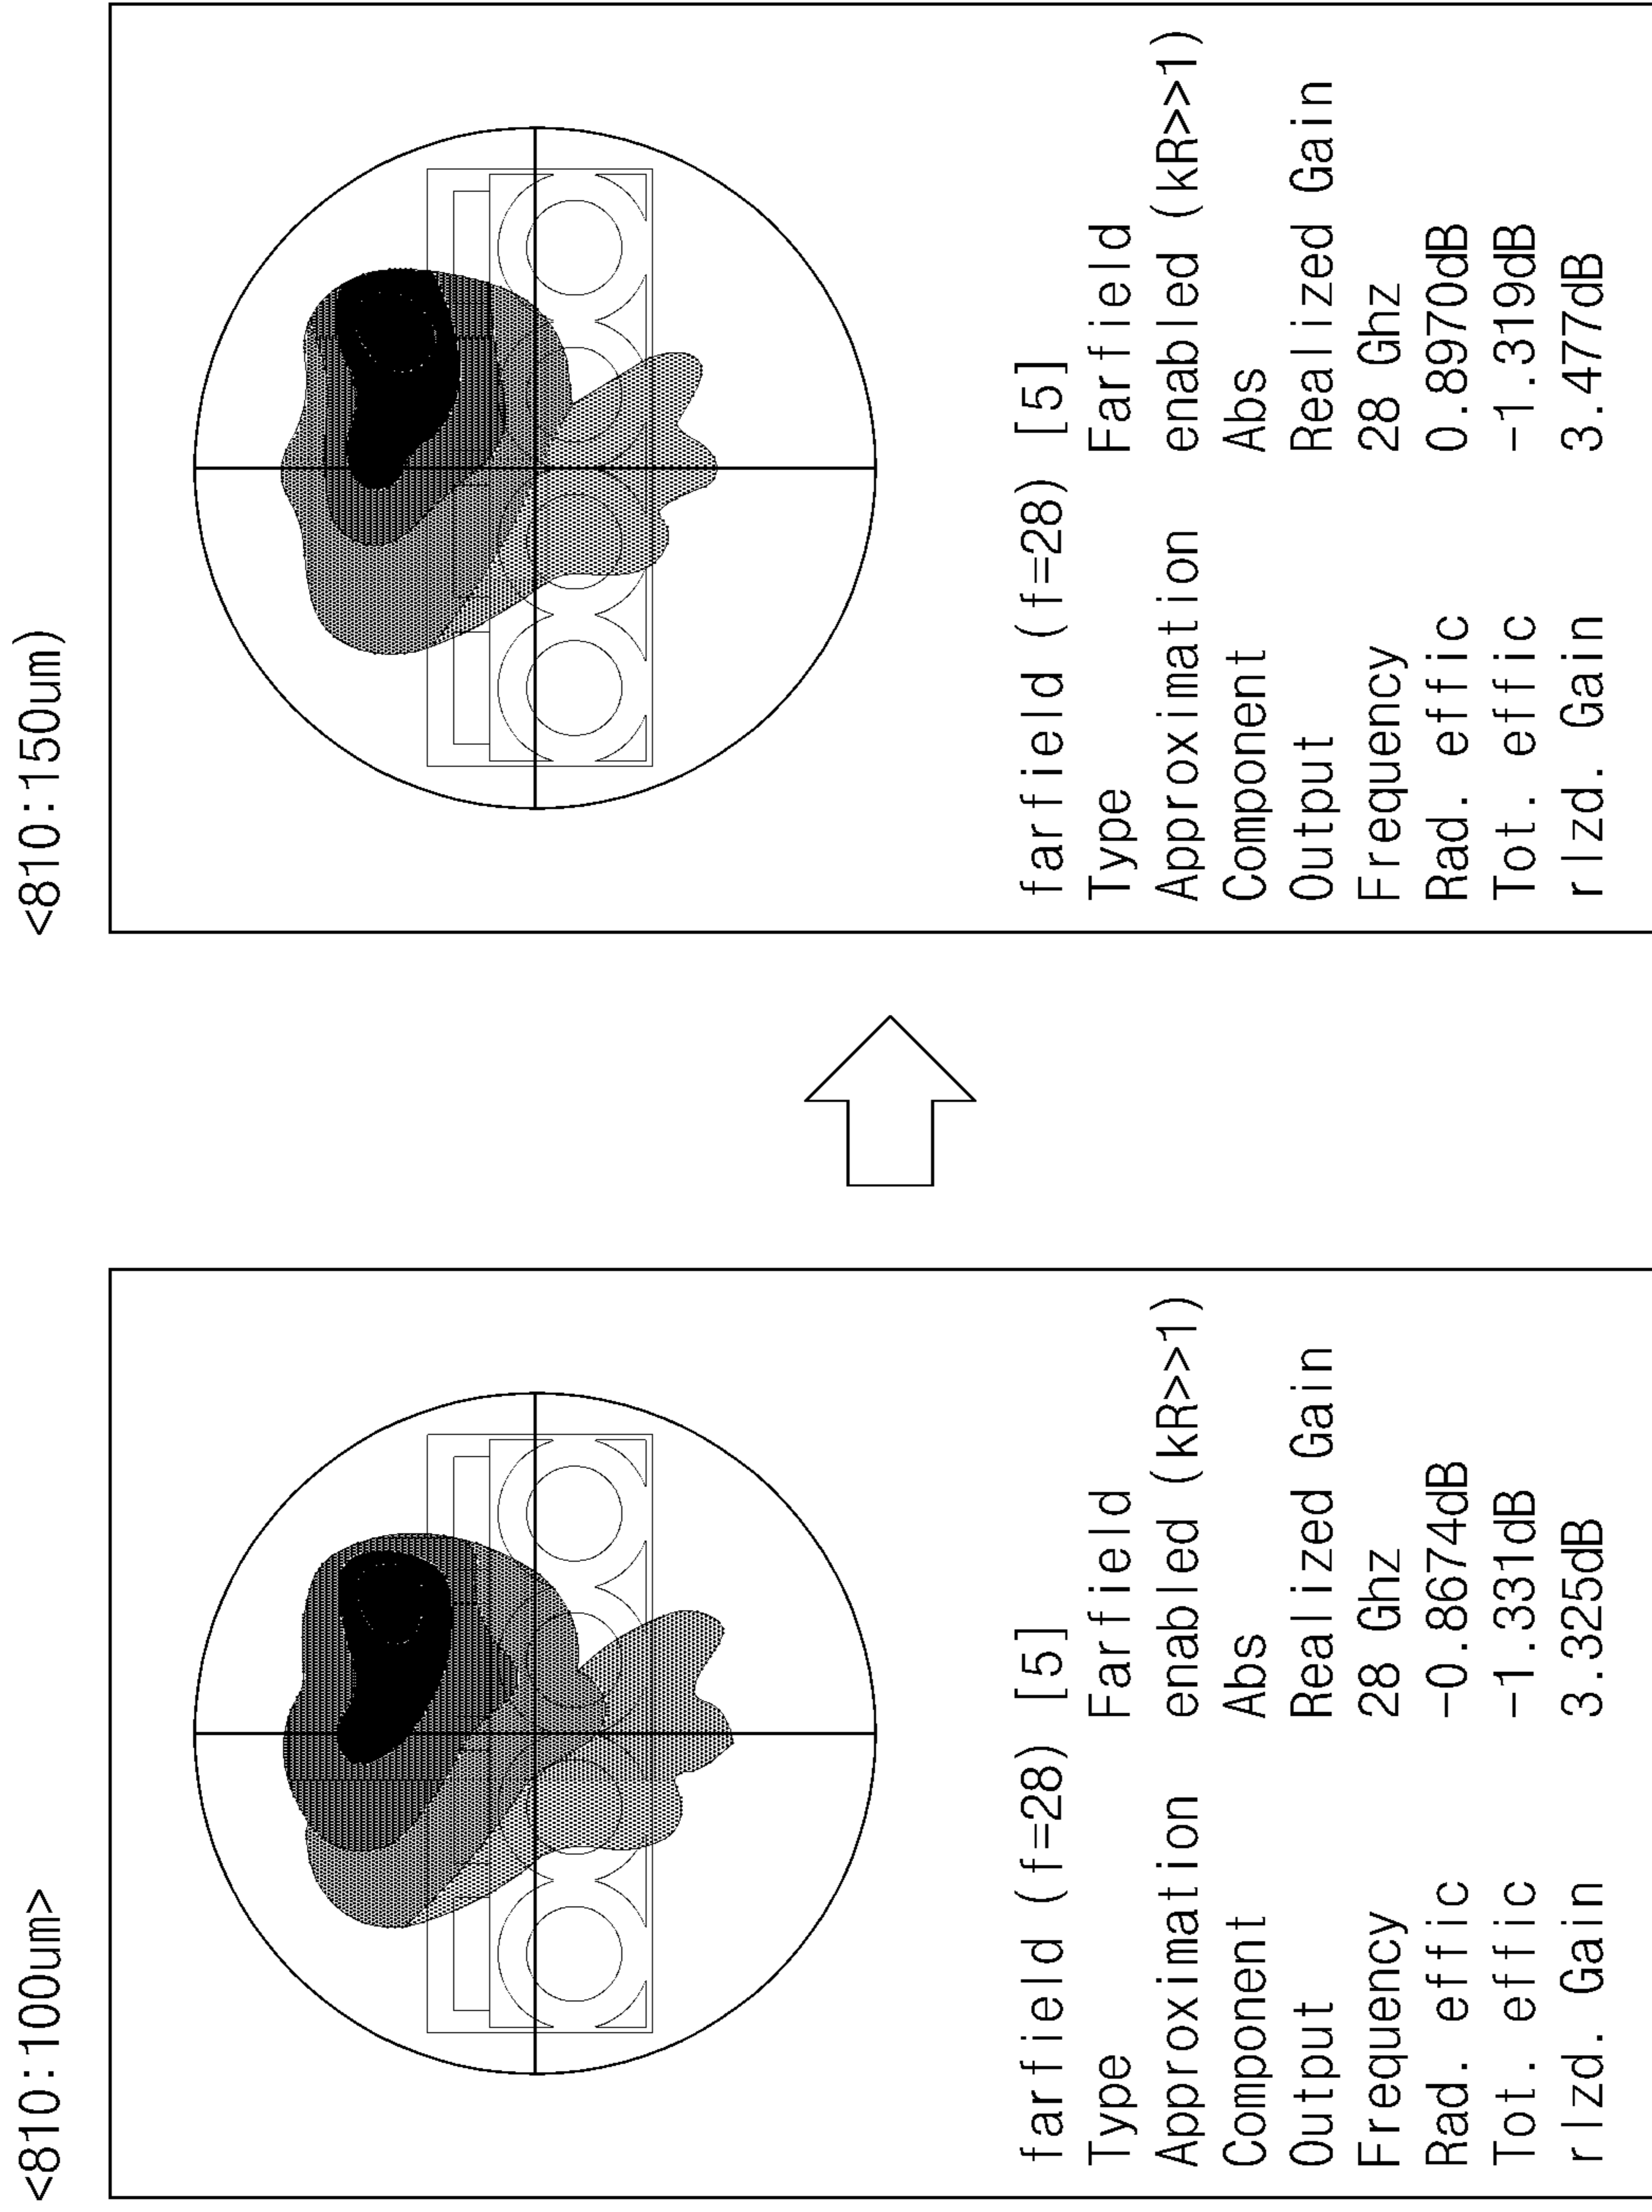 <810:100um>
farfield (f=28) [5]
Type Farfield
Approximation enabled (kR>>1)
Component Abs
Output Realized Gain
Frequency 28 Ghz
Rad. effic -0.8674dB
Tot. effic -1.331dB
rlzd. Gain 3.325dB
<810:150um)
farfield (f=28) [5]
Type Farfield
Approximation enabled (kR>>1)
Component Abs
Output Realized Gain
Frequency 28 Ghz
Rad. effic 0.8970dB
Tot. effic -1.319dB
rlzd. Gain 3.477dB